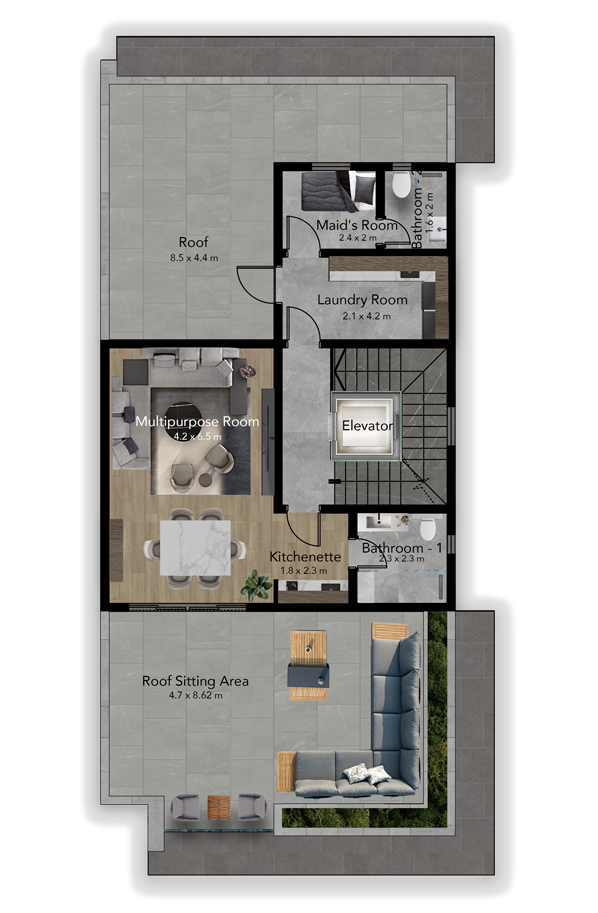 Maid's Room
2.4 x 2 m
Bathroom - 2
1.6 x 2 m
Roof
8.5 x 4.4 m
Laundry Room
2.1 x 4.2 m
Multipurpose Room
4.2 x 6.5 m
Elevator
Kitchenette
1.8 x 2.3 m
Bathroom - 1
2.3 x 2.3 m
Roof Sitting Area
4.7 x 8.62 m